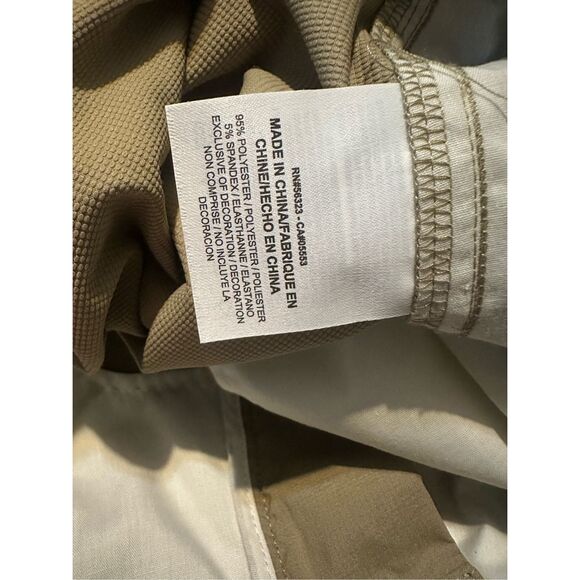 RN#56323 - CA#05553
MADE IN CHINA/FABRIQUE EN
CHINE/HECHO EN CHINA
95% POLYESTER / POLYESTER / POLIESTER
5% SPANDEX / ELASTHANNE / ELASTANO
EXCLUSIVE OF DECORATION / DECORATION
NON COMPRISE / NO INCLUYE LA
DECORACION